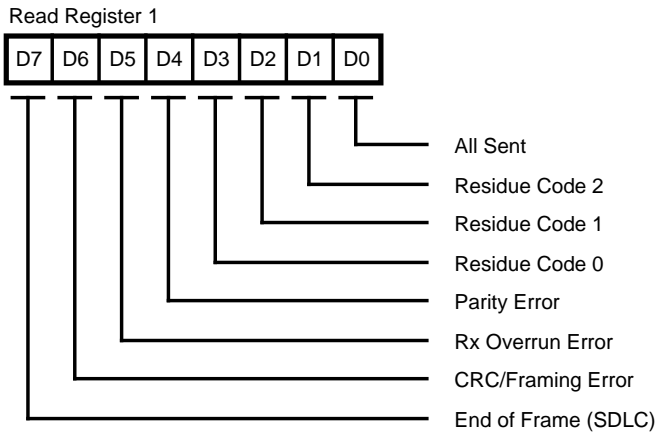 Read Register 1
D7 D6 D5 D4 D3 D2 D1 D0
All Sent
Residue Code 2
Residue Code 1
Residue Code 0
Parity Error
Rx Overrun Error
CRC/Framing Error
End of Frame (SDLC)